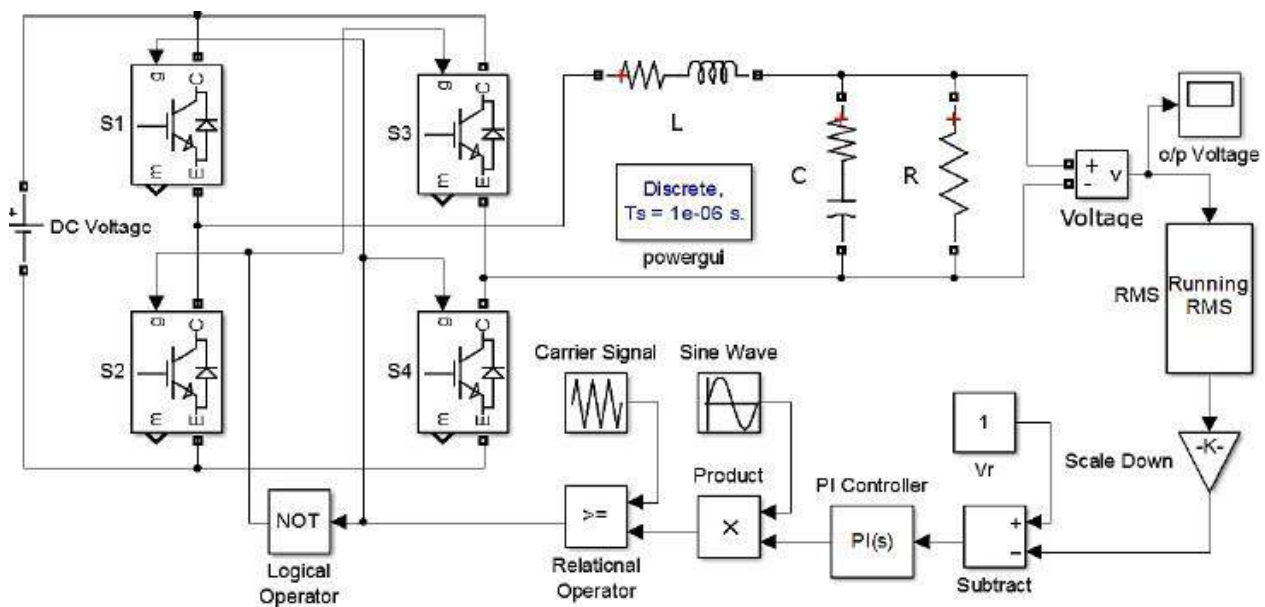 g
C
S1
m
E
g
C
S3
m
E
DC Voltage
g
C
S2
m
E
g
C
S4
m
E
L
C
R
Discrete,
Ts = 1e-06 s.
powergui
+
-
v
Voltage
o/p Voltage
RMS
Running
RMS
-K-
Scale Down
1
Vr
+
−
Subtract
PI Controller
PI(s)
Sine Wave
Product
×
Carrier Signal
>=
Relational
Operator
NOT
Logical
Operator